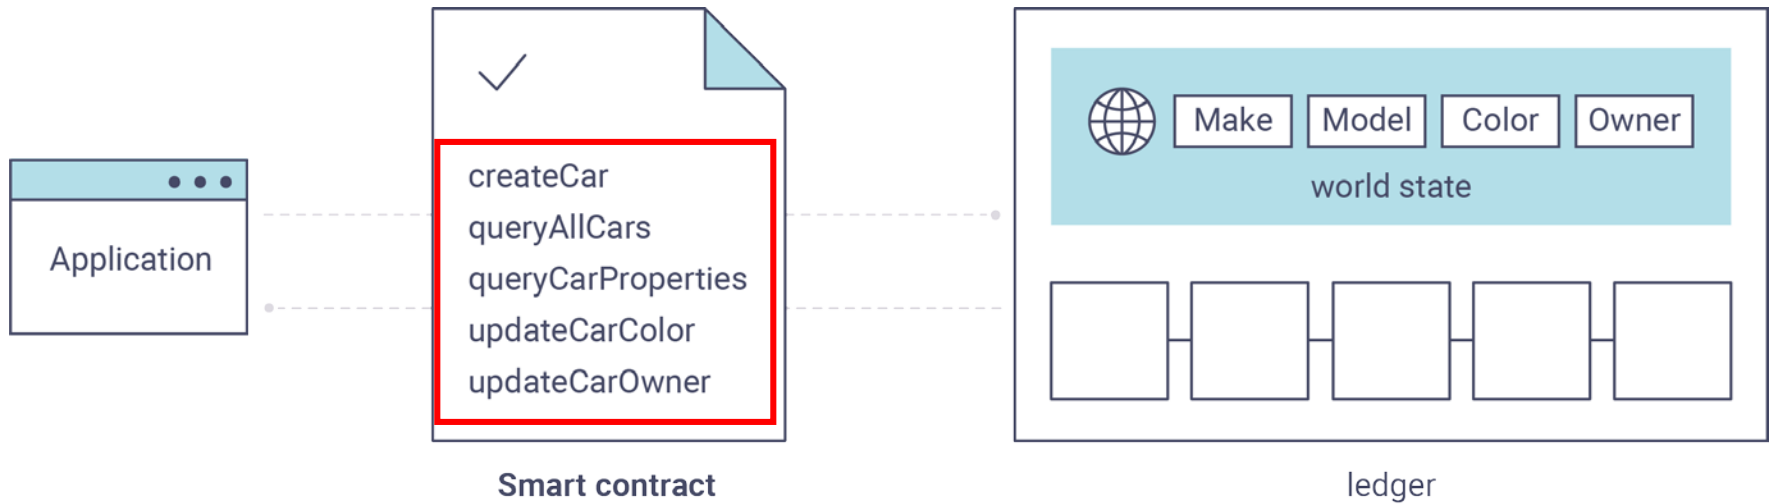 Application
createCar
queryAllCars
queryCarProperties
updateCarColor
updateCarOwner
Smart contract
Make Model Color Owner
world state
ledger